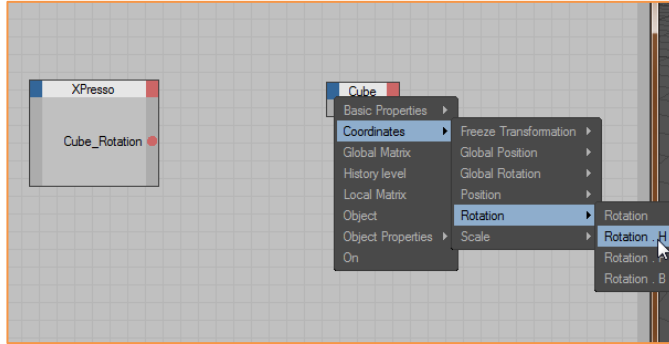 XPresso
Cube_Rotation
Cube
Basic Properties
Coordinates
Global Matrix
History level
Local Matrix
Object
Object Properties
On
Freeze Transformation
Global Position
Global Rotation
Position
Rotation
Scale
Rotation
Rotation . H
Rotation .
Rotation . B